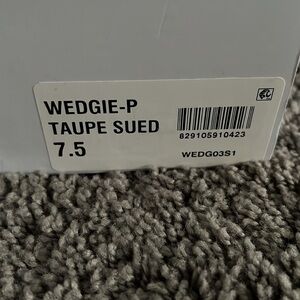 WEDGIE-P
TAUPE SUED
7.5
829105910423
WEDG03S1